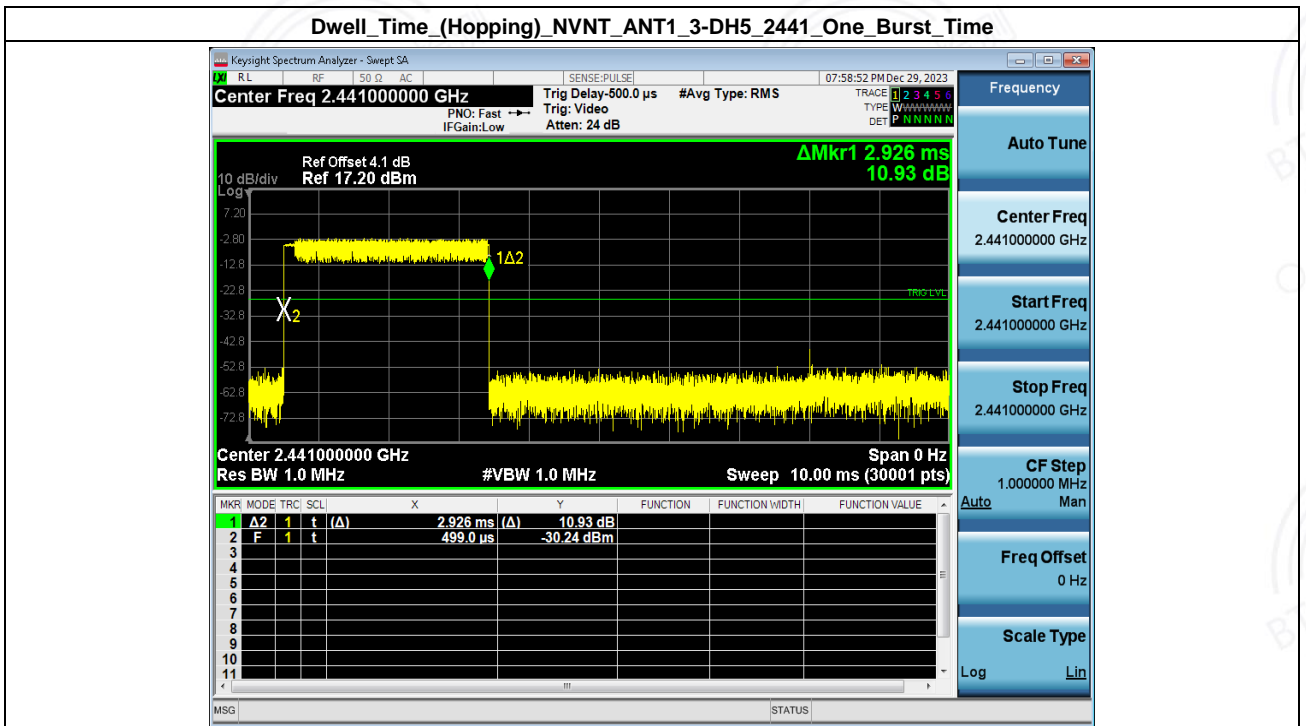 Dwell_Time_(Hopping)_NVNT_ANT1_3-DH5_2441_One_Burst_Time
Keysight Spectrum Analyzer - Swept SA
LXI RL RF 50 Ω AC SENSE:PULSE 07:58:52 PM Dec 29, 2023
Center Freq 2.441000000 GHz
PNO: Fast
IFGain:Low
Trig Delay-500.0 µs #Avg Type: RMS
Trig: Video
Atten: 24 dB
TRACE 1 2 3 4 5 6
TYPE WWWWWW
DET P N N N N N
Frequency
Auto Tune
Center Freq
2.441000000 GHz
Start Freq
2.441000000 GHz
Stop Freq
2.441000000 GHz
CF Step
1.000000 MHz
Auto Man
Freq Offset
0 Hz
Scale Type
Log Lin
ΔMkr1 2.926 ms
10.93 dB
Ref Offset 4.1 dB
10 dB/div Ref 17.20 dBm
Log
7.20
-2.80
-12.8
-22.8
-32.8
-42.8
-52.8
-62.8
-72.8
1Δ2
TRIG LVL
2
Center 2.441000000 GHz Span 0 Hz
Res BW 1.0 MHz #VBW 1.0 MHz Sweep 10.00 ms (30001 pts)
MKR MODE TRC SCL X Y FUNCTION FUNCTION WIDTH FUNCTION VALUE
1 Δ2 1 t (Δ) 2.926 ms (Δ) 10.93 dB
2 F 1 t 499.0 µs -30.24 dBm
3
4
5
6
7
8
9
10
11
MSG STATUS